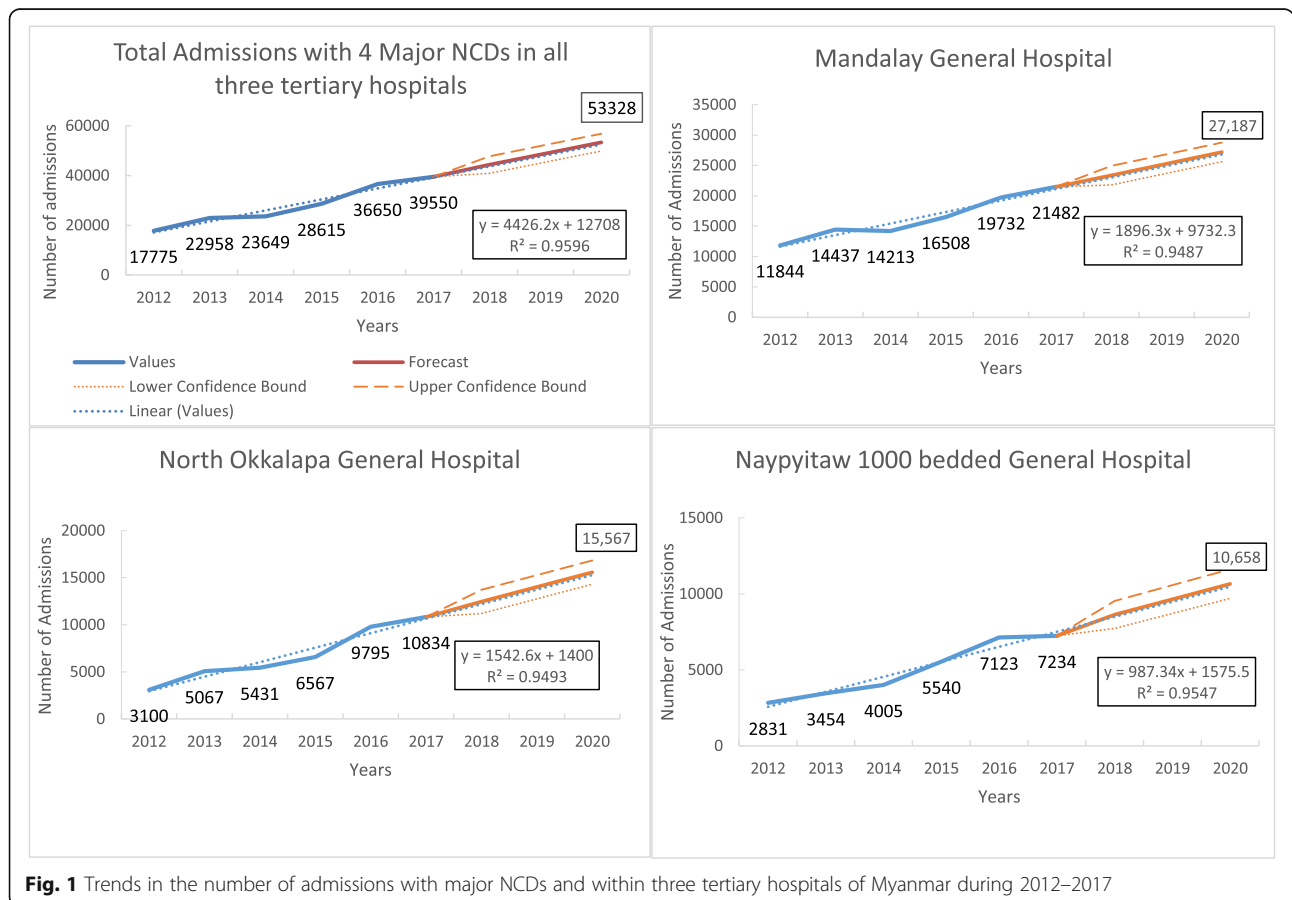 Total Admissions with 4 Major NCDs in all
three tertiary hospitals
Number of admissions
60000
40000
20000
0
53328
17775
22958
23649
28615
36650
39550
y = 4426.2x + 12708
R² = 0.9596
2012 2013 2014 2015 2016 2017 2018 2019 2020
Years
Values
Forecast
Lower Confidence Bound
Upper Confidence Bound
Linear (Values)
Mandalay General Hospital
Number of Admissions
35000
30000
25000
20000
15000
10000
5000
0
27,187
11844
14437
14213
16508
19732
21482
y = 1896.3x + 9732.3
R² = 0.9487
2012 2013 2014 2015 2016 2017 2018 2019 2020
Years
North Okkalapa General Hospital
Number of Admissions
20000
15000
10000
5000
0
15,567
3100
5067
5431
6567
9795
10834
y = 1542.6x + 1400
R² = 0.9493
2012 2013 2014 2015 2016 2017 2018 2019 2020
Years
Naypyitaw 1000 bedded General Hospital
Number of Admissions
15000
10000
5000
0
10,658
2831
3454
4005
5540
7123
7234
y = 987.34x + 1575.5
R² = 0.9547
2012 2013 2014 2015 2016 2017 2018 2019 2020
Years
Fig. 1 Trends in the number of admissions with major NCDs and within three tertiary hospitals of Myanmar during 2012–2017